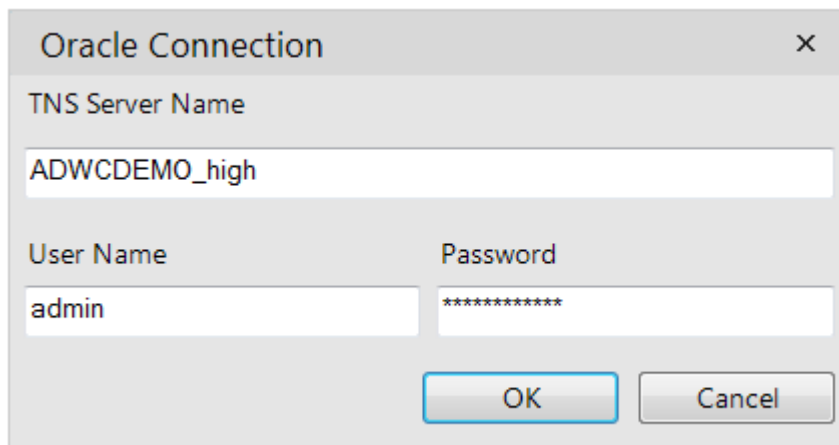 Oracle Connection
TNS Server Name
ADWCDEMO_high
User Name Password
admin ************
OK Cancel